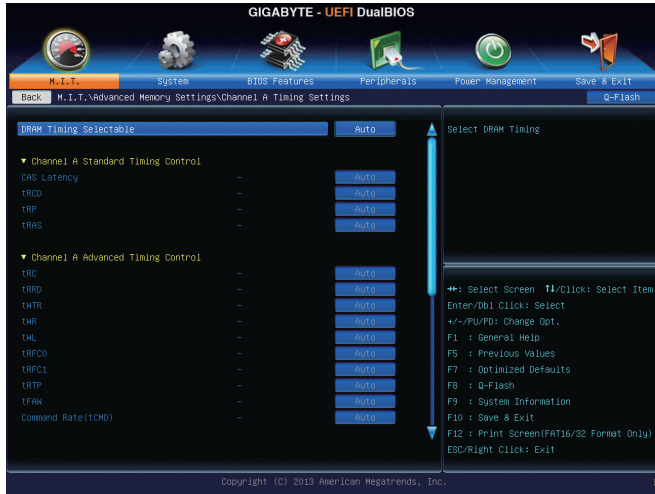 GIGABYTE - UEFI DualBIOS
M.I.T. System BIOS Features Peripherals Power Management Save & Exit
Back M.I.T.\Advanced Memory Settings\Channel A Timing Settings Q-Flash
DRAM Timing Selectable Auto
▼ Channel A Standard Timing Control
CAS Latency - Auto
tRCD - Auto
tRP - Auto
tRAS - Auto
▼ Channel A Advanced Timing Control
tRC - Auto
tRRD - Auto
tWTR - Auto
tWR - Auto
tWL - Auto
tRFC0 - Auto
tRFC1 - Auto
tRTP - Auto
tFAW - Auto
Command Rate(tCMD) - Auto
Select DRAM Timing
→←: Select Screen ↑↓/Click: Select Item
Enter/Dbl Click: Select
+/-/PU/PD: Change Opt.
F1 : General Help
F5 : Previous Values
F7 : Optimized Defaults
F8 : Q-Flash
F9 : System Information
F10 : Save & Exit
F12 : Print Screen(FAT16/32 Format Only)
ESC/Right Click: Exit
Copyright (C) 2013 American Megatrends, Inc.